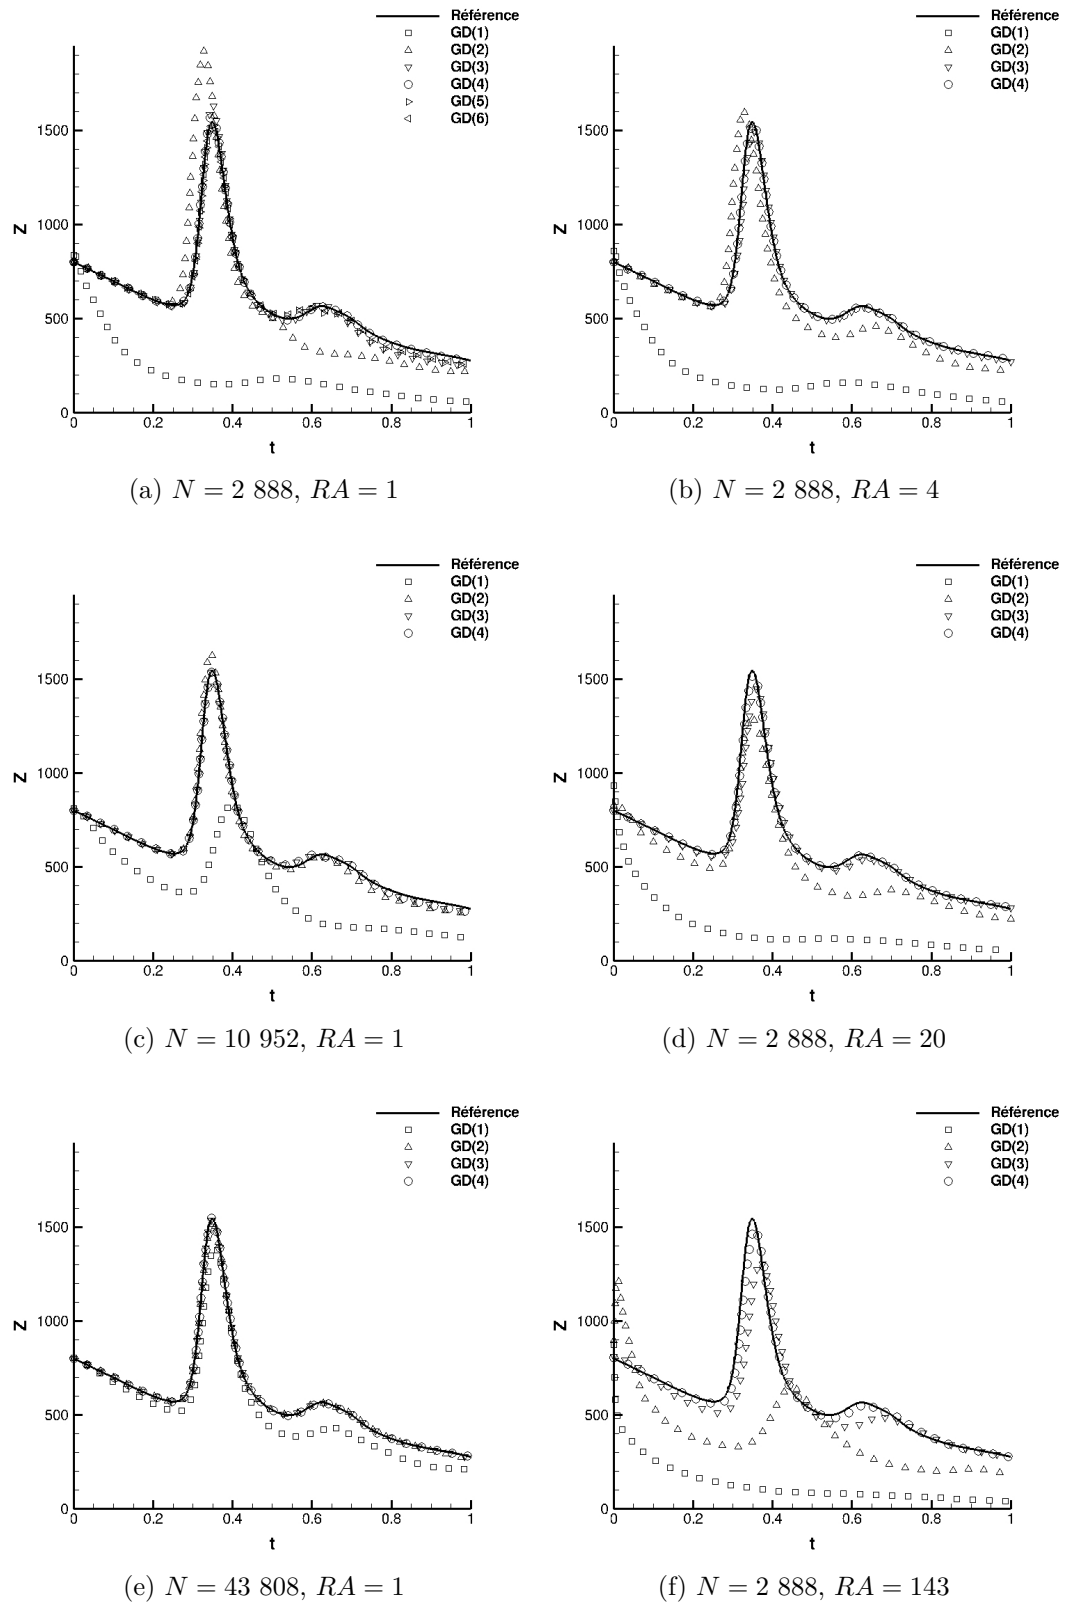 Référence
GD(1)
GD(2)
GD(3)
GD(4)
GD(5)
GD(6)
1500
1000
500
0
Z
0 0.2 0.4 0.6 0.8 1
t
(a) N = 2 888, RA = 1
Référence
GD(1)
GD(2)
GD(3)
GD(4)
1500
1000
500
0
Z
0 0.2 0.4 0.6 0.8 1
t
(b) N = 2 888, RA = 4
Référence
GD(1)
GD(2)
GD(3)
GD(4)
1500
1000
500
0
Z
0 0.2 0.4 0.6 0.8 1
t
(c) N = 10 952, RA = 1
Référence
GD(1)
GD(2)
GD(3)
GD(4)
1500
1000
500
0
Z
0 0.2 0.4 0.6 0.8 1
t
(d) N = 2 888, RA = 20
Référence
GD(1)
GD(2)
GD(3)
GD(4)
1500
1000
500
0
Z
0 0.2 0.4 0.6 0.8 1
t
(e) N = 43 808, RA = 1
Référence
GD(1)
GD(2)
GD(3)
GD(4)
1500
1000
500
0
Z
0 0.2 0.4 0.6 0.8 1
t
(f) N = 2 888, RA = 143